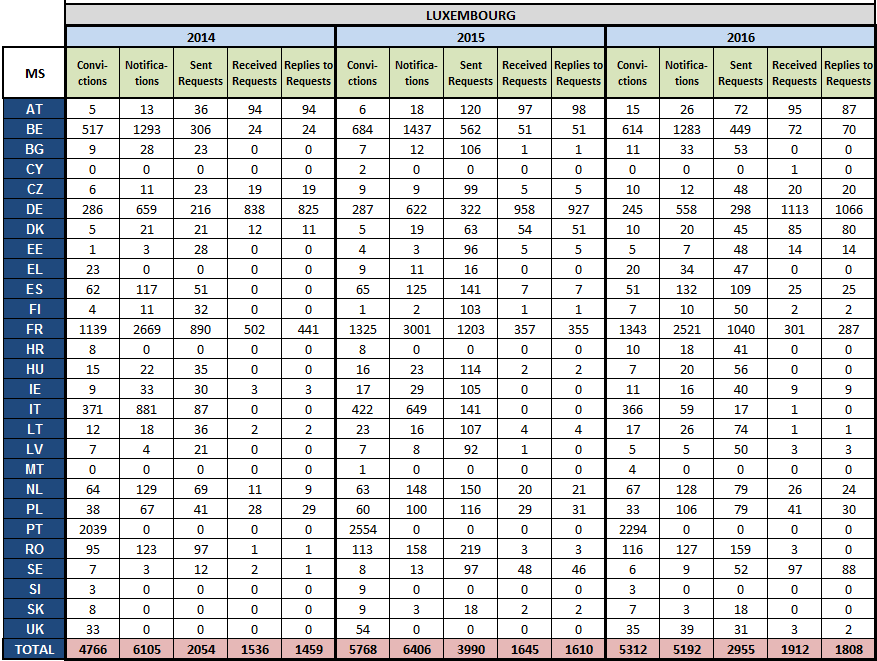 LUXEMBOURG
2014 2015 2016
MS Convi-ctions Notifica-tions Sent Requests Received Requests Replies to Requests Convi-ctions Notifica-tions Sent Requests Received Requests Replies to Requests Convi-ctions Notifica-tions Sent Requests Received Requests Replies to Requests
AT 5 13 36 94 94 6 18 120 97 98 15 26 72 95 87
BE 517 1293 306 24 24 684 1437 562 51 51 614 1283 449 72 70
BG 9 28 23 0 0 7 12 106 1 1 11 33 53 0 0
CY 0 0 0 0 0 2 0 0 0 0 0 0 0 1 0
CZ 6 11 23 19 19 9 9 99 5 5 10 12 48 20 20
DE 286 659 216 838 825 287 622 322 958 927 245 558 298 1113 1066
DK 5 21 21 12 11 5 19 63 54 51 10 20 45 85 80
EE 1 3 28 0 0 4 3 96 5 5 5 7 48 14 14
EL 23 0 0 0 0 9 11 16 0 0 20 34 47 0 0
ES 62 117 51 0 0 65 125 141 7 7 51 132 109 25 25
FI 4 11 32 0 0 1 2 103 1 1 7 10 50 2 2
FR 1139 2669 890 502 441 1325 3001 1203 357 355 1343 2521 1040 301 287
HR 8 0 0 0 0 8 0 0 0 0 10 18 41 0 0
HU 15 22 35 0 0 16 23 114 2 2 7 20 56 0 0
IE 9 33 30 3 3 17 29 105 0 0 11 16 40 9 9
IT 371 881 87 0 0 422 649 141 0 0 366 59 17 1 0
LT 12 18 36 2 2 23 16 107 4 4 17 26 74 1 1
LV 7 4 21 0 0 7 8 92 1 0 5 5 50 3 3
MT 0 0 0 0 0 1 0 0 0 0 4 0 0 0 0
NL 64 129 69 11 9 63 148 150 20 21 67 128 79 26 24
PL 38 67 41 28 29 60 100 116 29 31 33 106 79 41 30
PT 2039 0 0 0 0 2554 0 0 0 0 2294 0 0 0 0
RO 95 123 97 1 1 113 158 219 3 3 116 127 159 3 0
SE 7 3 12 2 1 8 13 97 48 46 6 9 52 97 88
SI 3 0 0 0 0 9 0 0 0 0 3 0 0 0 0
SK 8 0 0 0 0 9 3 18 2 2 7 3 18 0 0
UK 33 0 0 0 0 54 0 0 0 0 35 39 31 3 2
TOTAL 4766 6105 2054 1536 1459 5768 6406 3990 1645 1610 5312 5192 2955 1912 1808